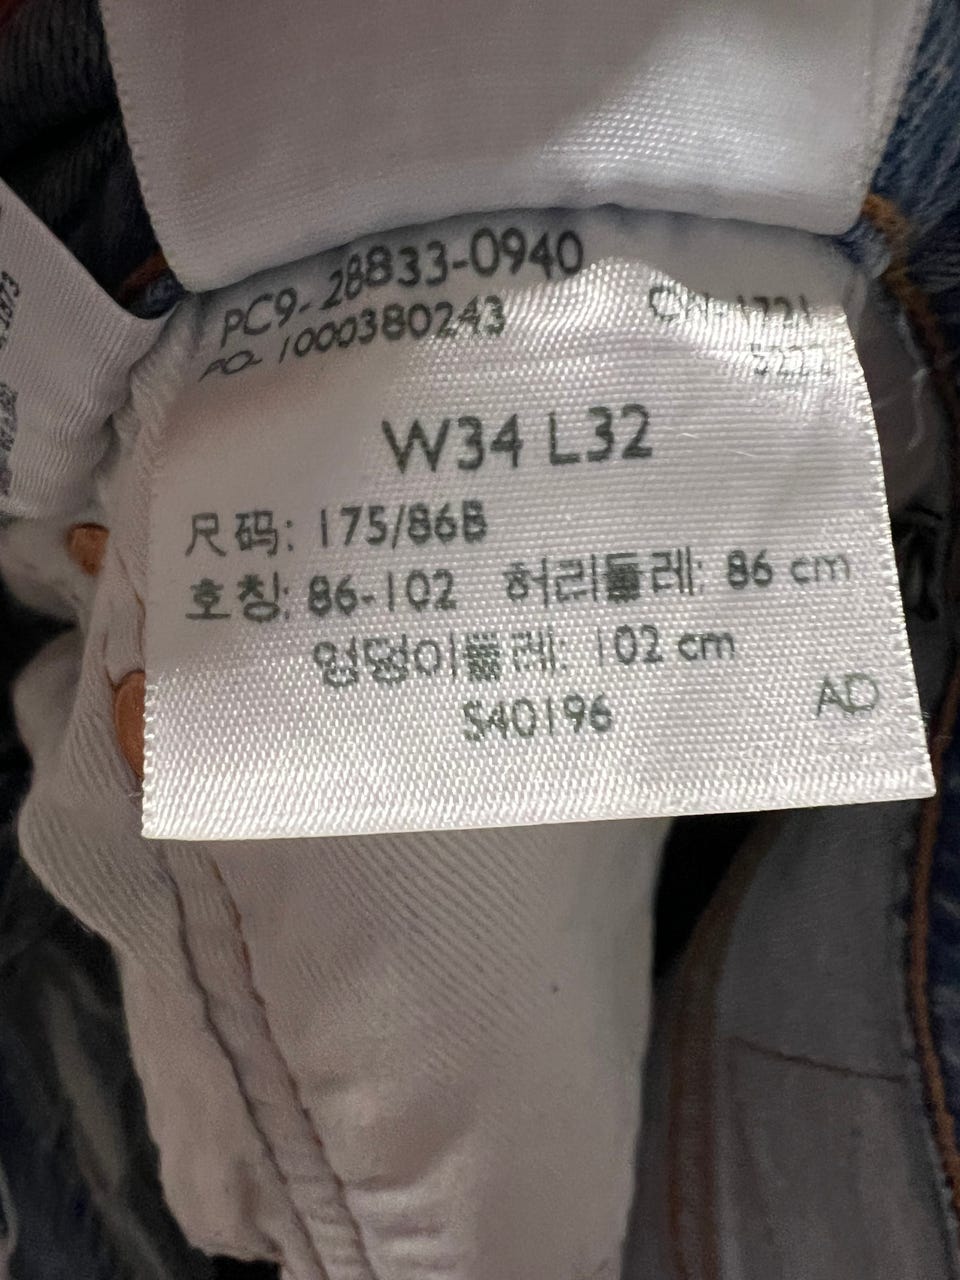 PC9-28833-0940
PO- 1000380243
W34 L32
尺码: 175/86B
호칭: 86-102 허리둘레: 86 cm
엉덩이둘레: 102 cm
S40196
AD